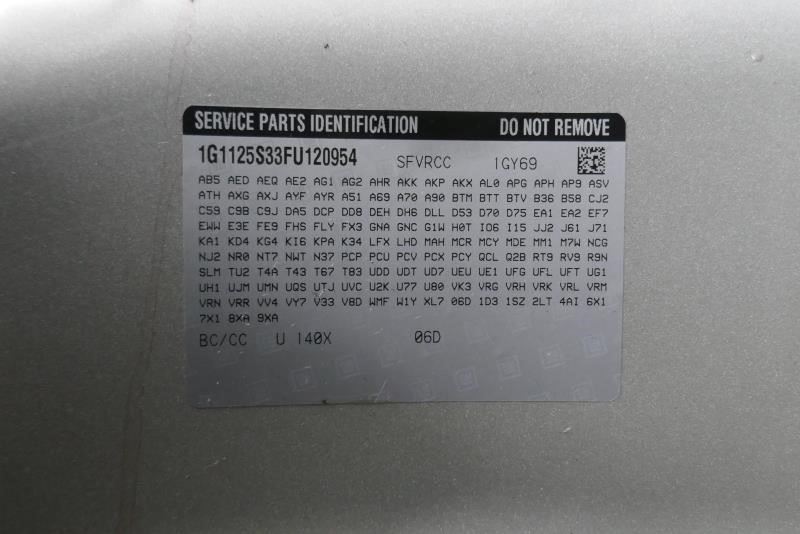 SERVICE PARTS IDENTIFICATION DO NOT REMOVE
1G1125S33FU120954 SFVRCC 1GY69
AB5 AED AEQ AE2 AG1 AG2 AHR AKK AKP AKX AL0 APG APH AP9 ASV
ATH AXG AXJ AYF AYR A51 A69 A70 A90 BTM BTT BTV B36 B58 CJ2
C59 C9B C9J DA5 DCP DD8 DEH DH6 DLL D53 D70 D75 EA1 EA2 EF7
EWW E3E FE9 FHS FLY FX3 GNA GNC G1W H0T IO6 I15 JJ2 J61 J71
KA1 KD4 KG4 KI6 KPA K34 LFX LHD MAH MCR MCY MDE MM1 M7W NCG
NJ2 NR0 NT7 NWT N37 PCP PCU PCV PCX PCY QCL Q2B RT9 RV9 R9N
SLM TU2 T4A T43 T67 T83 UDD UDT UD7 UEU UE1 UFG UFL UFT UG1
UH1 UJM UMN UQS UTJ UVC U2K U77 U80 VK3 VRG VRH VRK VRL VRM
VRN VRR VV4 VY7 V33 V8D WMF W1Y XL7 06D 1D3 1SZ 2LT 4AI 6X1
7X1 8XA 9XA
BC/CC U 140X 06D